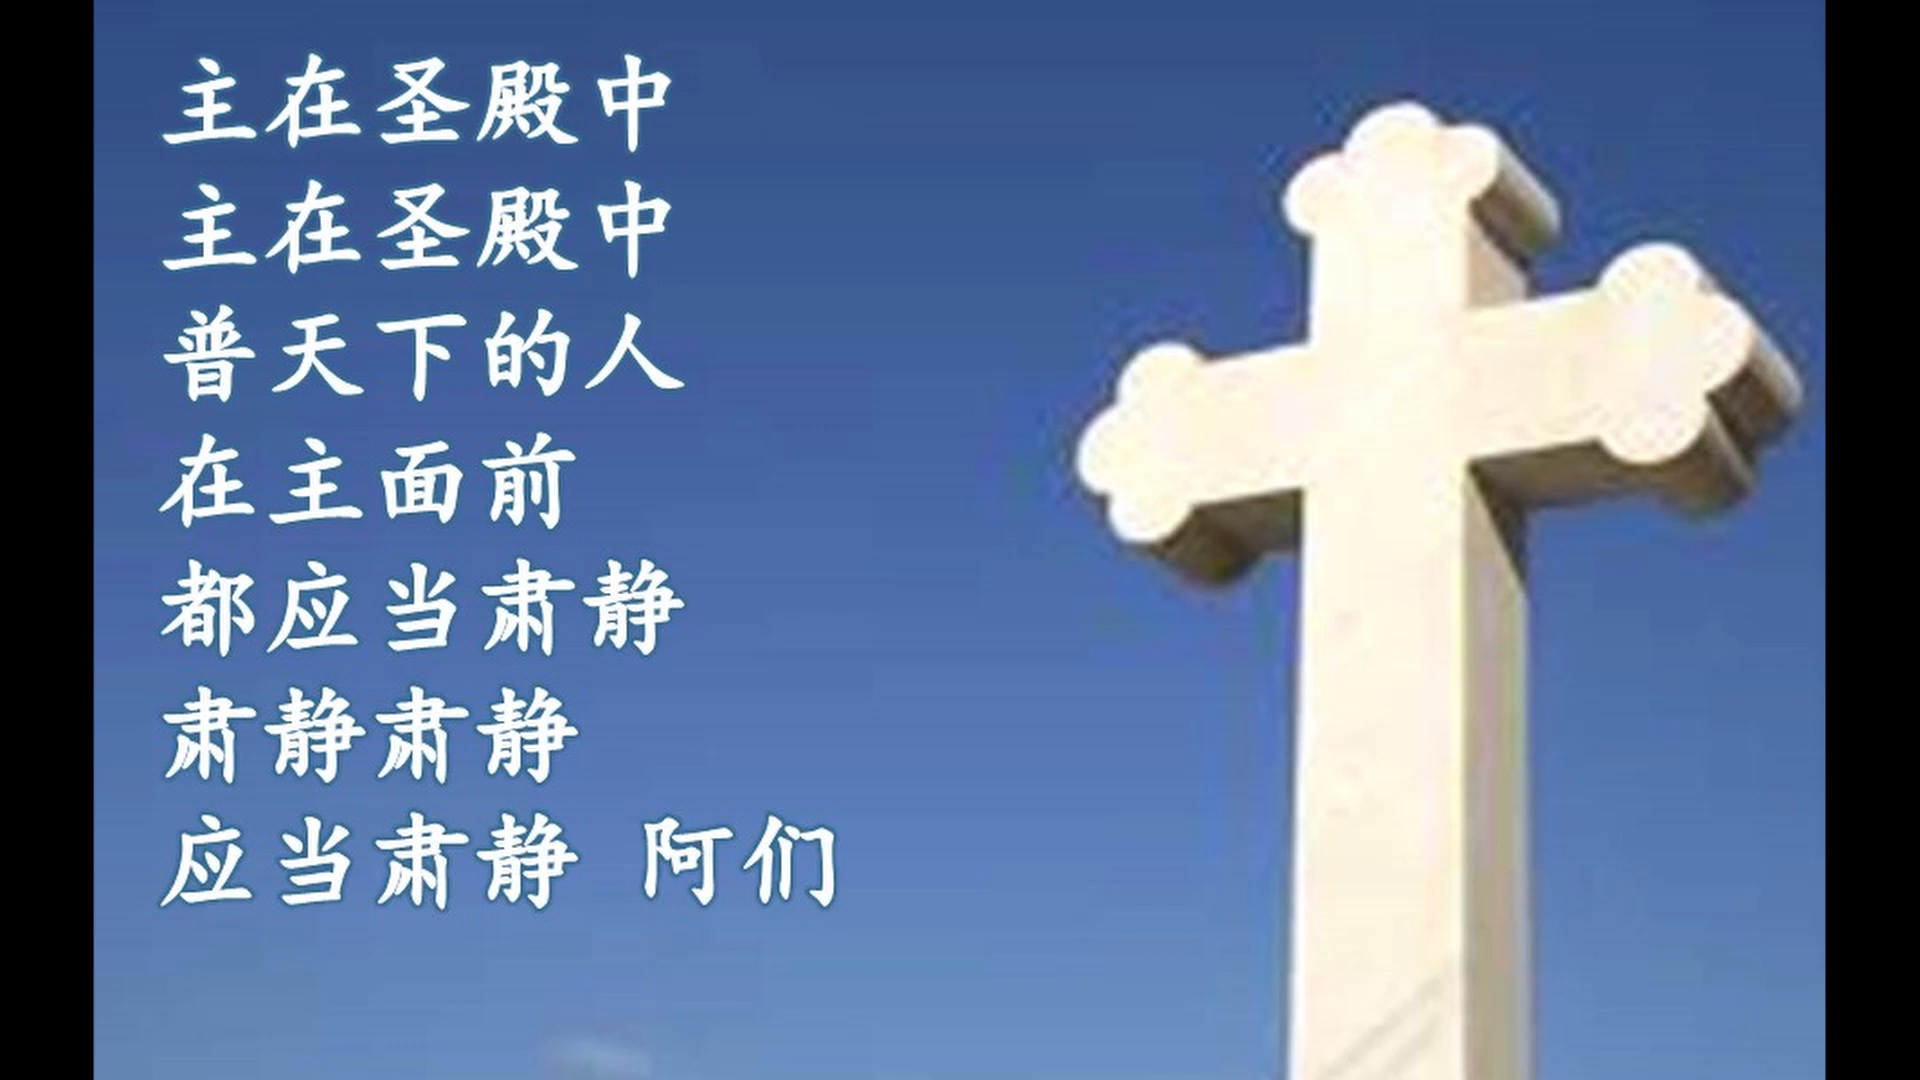 主在圣殿中
主在圣殿中
普天下的人
在主面前
都应当肃静
肃静肃静
应当肃静 阿们